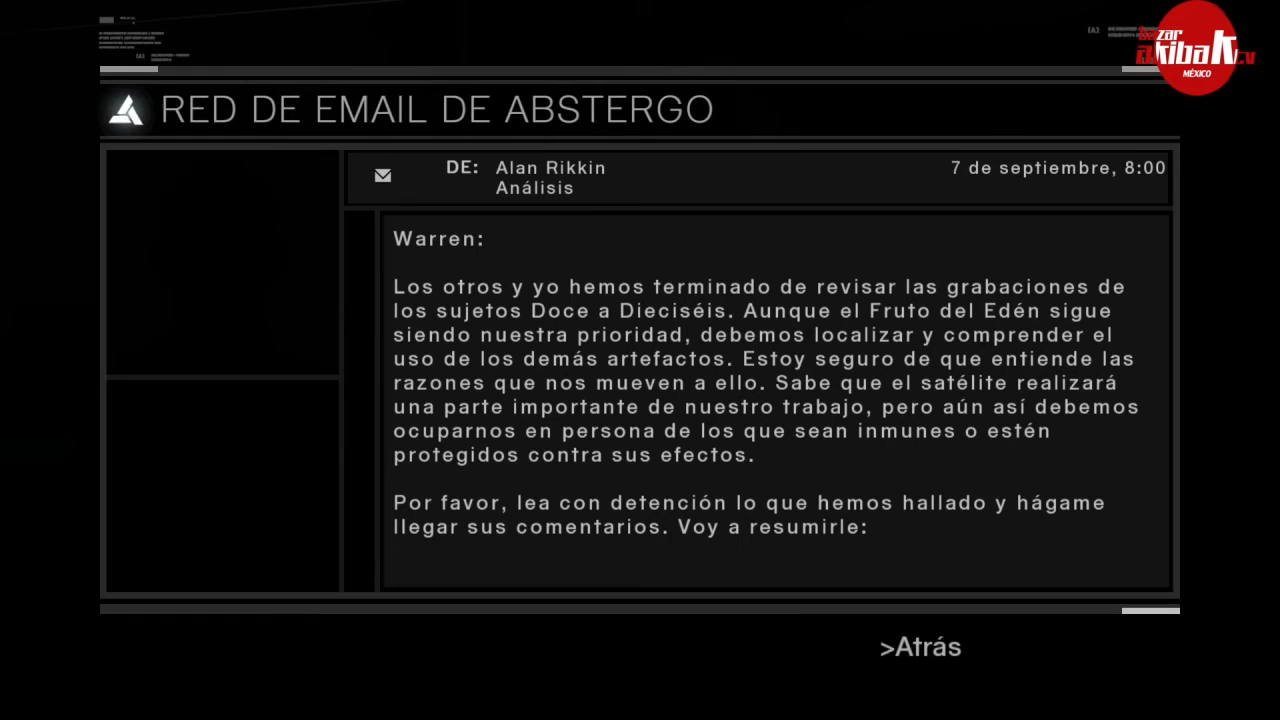 bazar
akibak.tv
MÉXICO
RED DE EMAIL DE ABSTERGO
DE: Alan Rikkin 7 de septiembre, 8:00
Análisis
Warren:
Los otros y yo hemos terminado de revisar las grabaciones de
los sujetos Doce a Dieciséis. Aunque el Fruto del Edén sigue
siendo nuestra prioridad, debemos localizar y comprender el
uso de los demás artefactos. Estoy seguro de que entiende las
razones que nos mueven a ello. Sabe que el satélite realizará
una parte importante de nuestro trabajo, pero aún así debemos
ocuparnos en persona de los que sean inmunes o estén
protegidos contra sus efectos.
Por favor, lea con detención lo que hemos hallado y hágame
llegar sus comentarios. Voy a resumirle:
>Atrás